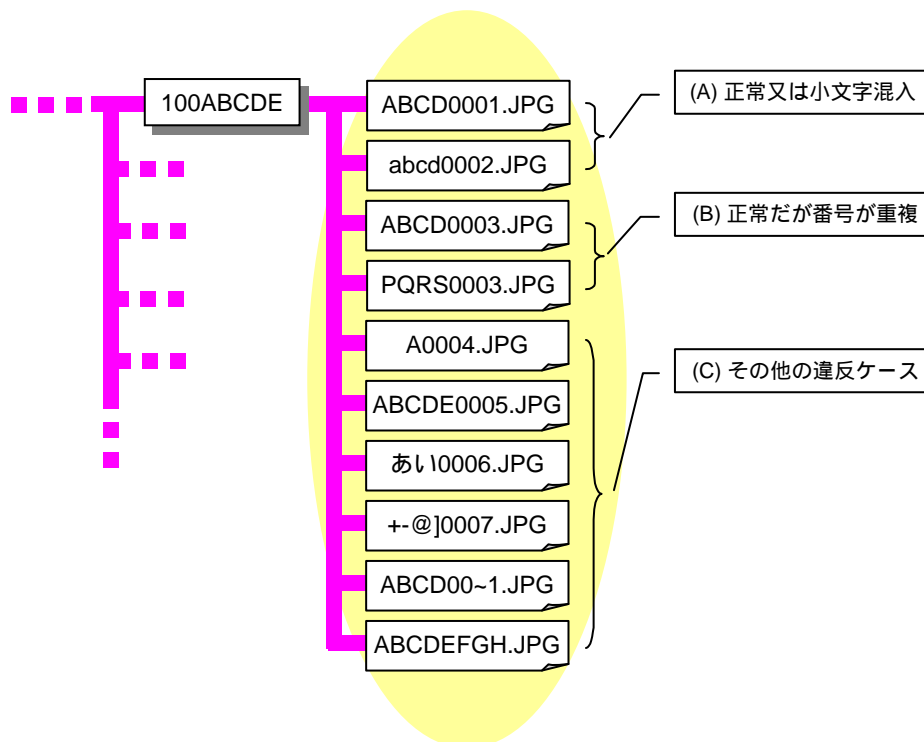 100ABCDE
ABCD0001.JPG
abcd0002.JPG
ABCD0003.JPG
PQRS0003.JPG
A0004.JPG
ABCDE0005.JPG
あい0006.JPG
+-@]0007.JPG
ABCD00~1.JPG
ABCDEFGH.JPG
(A) 正常又は小文字混入
(B) 正常だが番号が重複
(C) その他の違反ケース